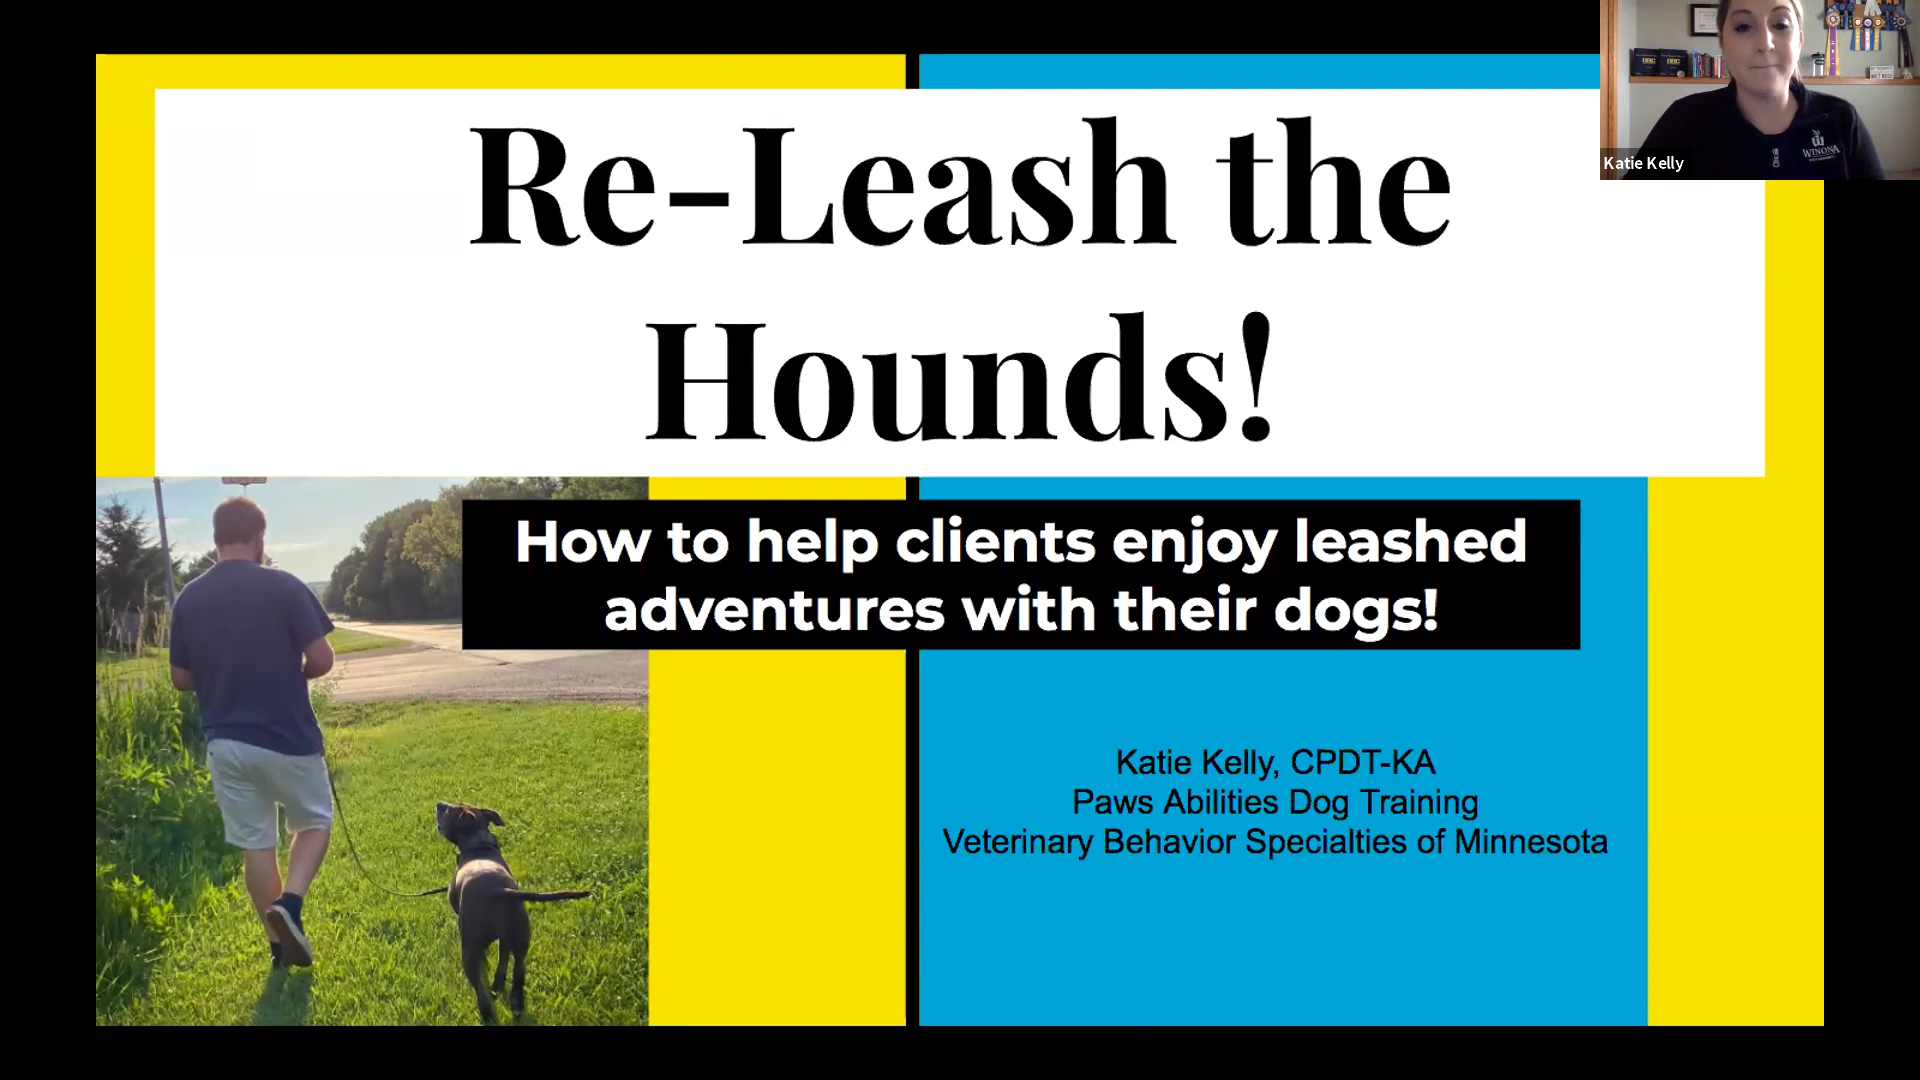 Re-Leash the
Hounds!
How to help clients enjoy leashed
adventures with their dogs!
Katie Kelly, CPDT-KA
Paws Abilities Dog Training
Veterinary Behavior Specialties of Minnesota
Katie Kelly
WINONA